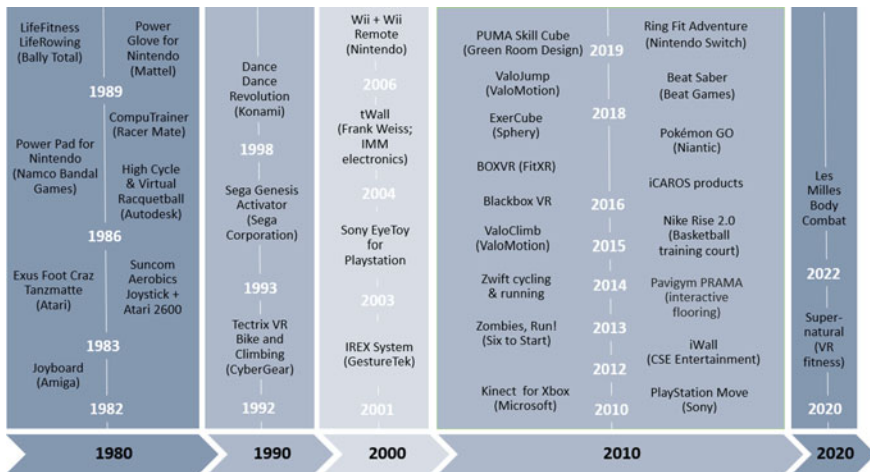 LifeFitness
LifeRowing
(Bally Total)
Power
Glove for
Nintendo
(Mattel)
1989
CompuTrainer
(Racer Mate)
Power Pad for
Nintendo
(Namco Bandal
Games)
High Cycle
& Virtual
Racquetball
(Autodesk)
1986
Exus Foot Craz
Tanzmatte
(Atari)
Suncom
Aerobics
Joystick +
Atari 2600
1983
Joyboard
(Amiga)
1982
Dance
Dance
Revolution
(Konami)
1998
Sega Genesis
Activator
(Sega
Corporation)
1993
Tectrix VR
Bike and
Climbing
(CyberGear)
1992
Wii + Wii
Remote
(Nintendo)
2006
tWall
(Frank Weiss;
IMM
electronics)
2004
Sony EyeToy
for
Playstation
2003
IREX System
(GestureTek)
2001
PUMA Skill Cube
(Green Room Design)
2019
Ring Fit Adventure
(Nintendo Switch)
ValoJump
(ValoMotion)
Beat Saber
(Beat Games)
2018
ExerCube
(Sphery)
Pokémon GO
(Niantic)
BOXVR (FitXR)
iCAROS products
Blackbox VR
2016
ValoClimb
(ValoMotion)
Nike Rise 2.0
(Basketball
training court)
2015
Zwift cycling
& running
2014
Pavigym PRAMA
(interactive
flooring)
Zombies, Run!
(Six to Start)
2013
iWall
(CSE Entertainment)
2012
Kinect for Xbox
(Microsoft)
2010
PlayStation Move
(Sony)
Les
Milles
Body
Combat
2022
Super-
natural
(VR
fitness)
2020
1980
1990
2000
2010
2020